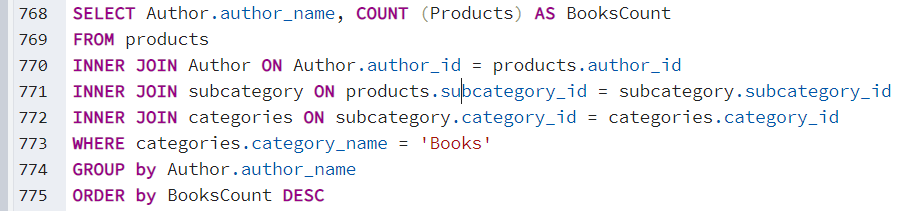 768 SELECT Author.author_name, COUNT (Products) AS BooksCount
769 FROM products
770 INNER JOIN Author ON Author.author_id = products.author_id
771 INNER JOIN subcategory ON products.subcategory_id = subcategory.subcategory_id
772 INNER JOIN categories ON subcategory.category_id = categories.category_id
773 WHERE categories.category_name = 'Books'
774 GROUP by Author.author_name
775 ORDER by BooksCount DESC